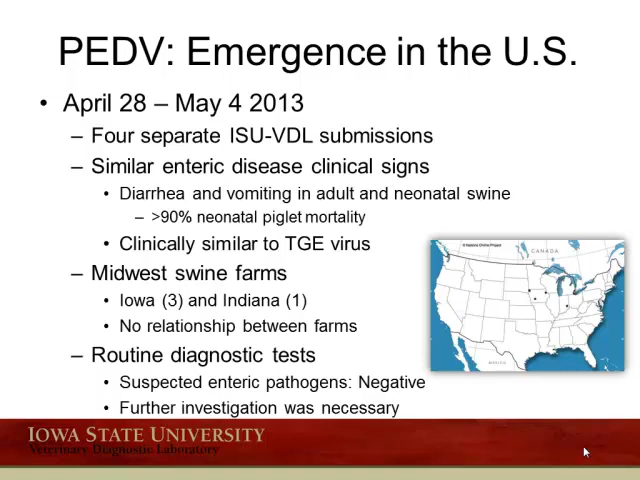 PEDV: Emergence in the U.S.
• April 28 – May 4 2013
– Four separate ISU-VDL submissions
– Similar enteric disease clinical signs
• Diarrhea and vomiting in adult and neonatal swine
– >90% neonatal piglet mortality
• Clinically similar to TGE virus
– Midwest swine farms
• Iowa (3) and Indiana (1)
• No relationship between farms
– Routine diagnostic tests
• Suspected enteric pathogens: Negative
• Further investigation was necessary
CANADA
MEXICO
IOWA STATE UNIVERSITY
Veterinary Diagnostic Laboratory